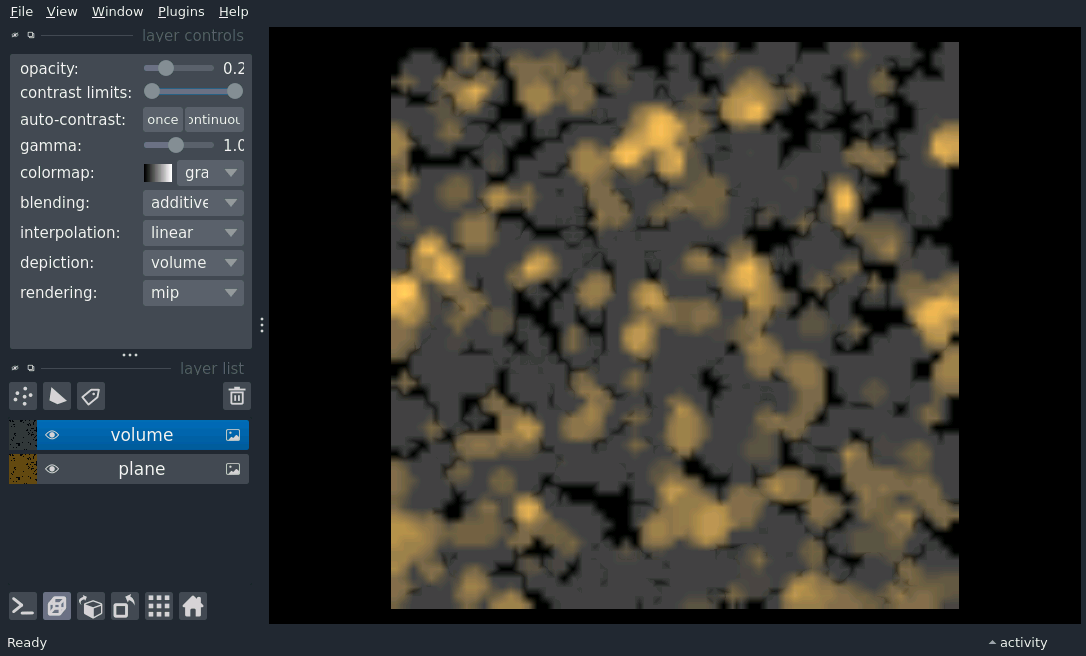 File View Window Plugins Help
layer controls
opacity: 0.2
contrast limits:
auto-contrast: once ontinuou
gamma: 1.0
colormap: gra
blending: additive
interpolation: linear
depiction: volume
rendering: mip
layer list
volume
plane
Ready activity